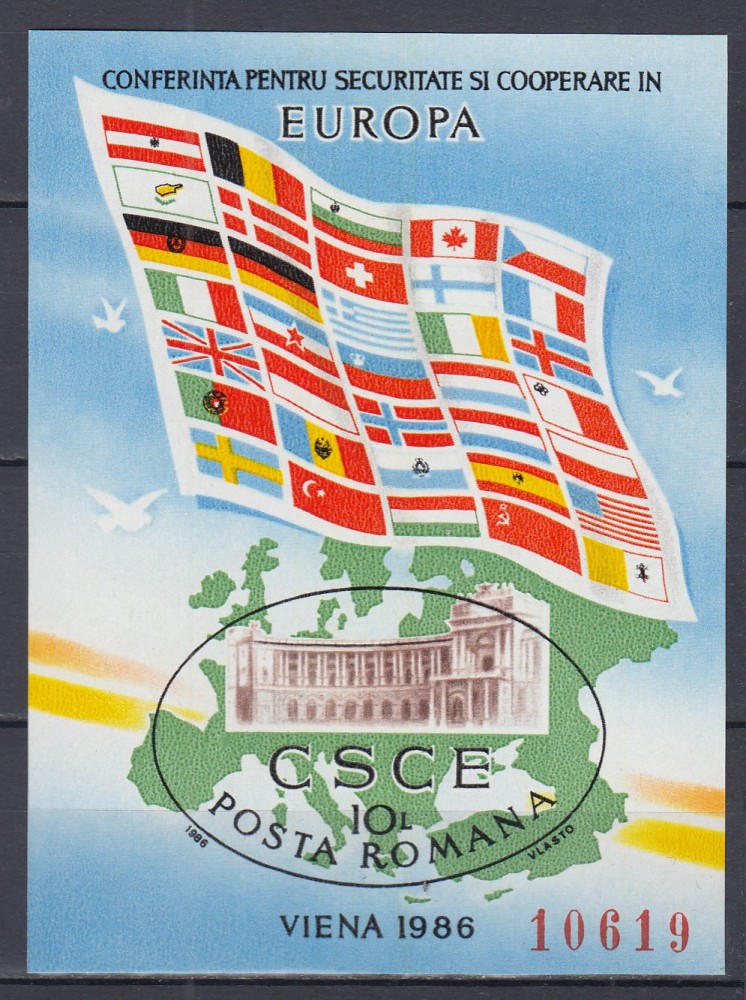 CONFERINTA PENTRU SECURITATE SI COOPERARE IN
EUROPA
CSCE
10L
POSTA ROMANA
1986
VLASTO
VIENA 1986
10619